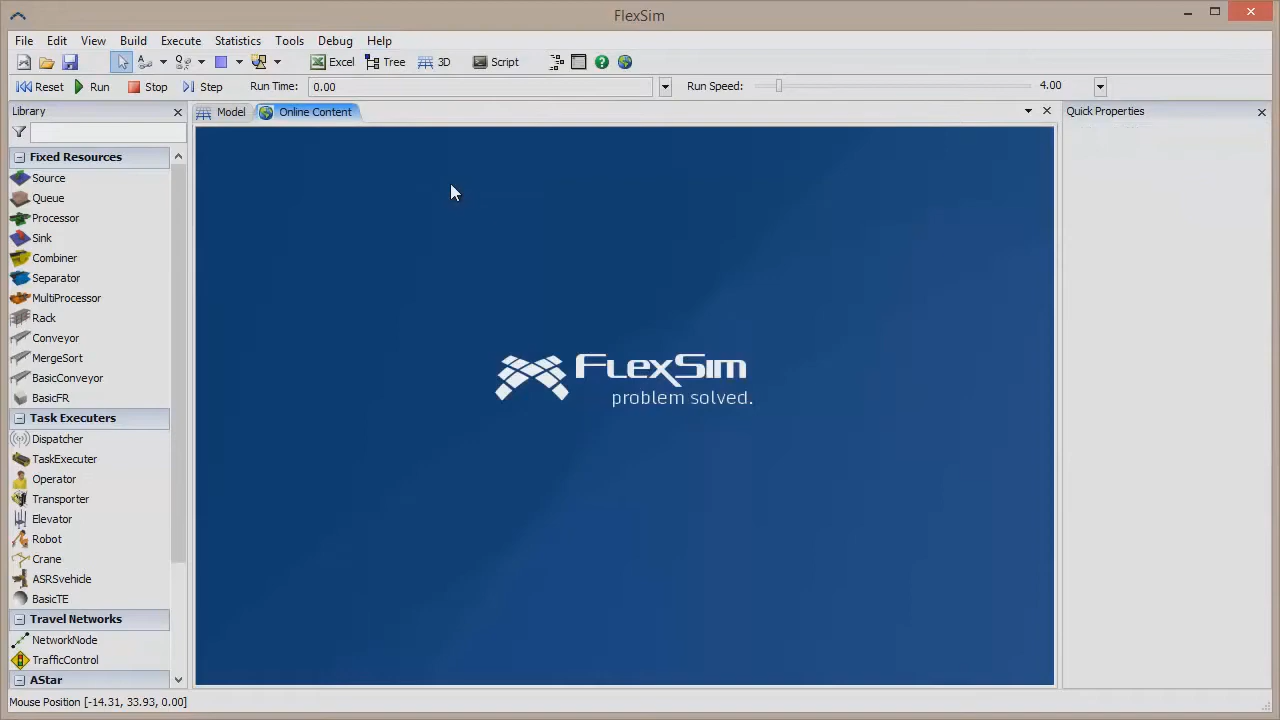 FlexSim
File Edit View Build Execute Statistics Tools Debug Help
Excel Tree 3D Script
Reset Run Stop Step Run Time: 0.00 Run Speed: 4.00
Library
Model Online Content
Quick Properties
Fixed Resources
Source
Queue
Processor
Sink
Combiner
Separator
MultiProcessor
Rack
Conveyor
MergeSort
BasicConveyor
BasicFR
Task Executers
Dispatcher
TaskExecuter
Operator
Transporter
Elevator
Robot
Crane
ASRSvehicle
BasicTE
Travel Networks
NetworkNode
TrafficControl
AStar
FlexSim
problem solved.
Mouse Position [-14.31, 33.93, 0.00]